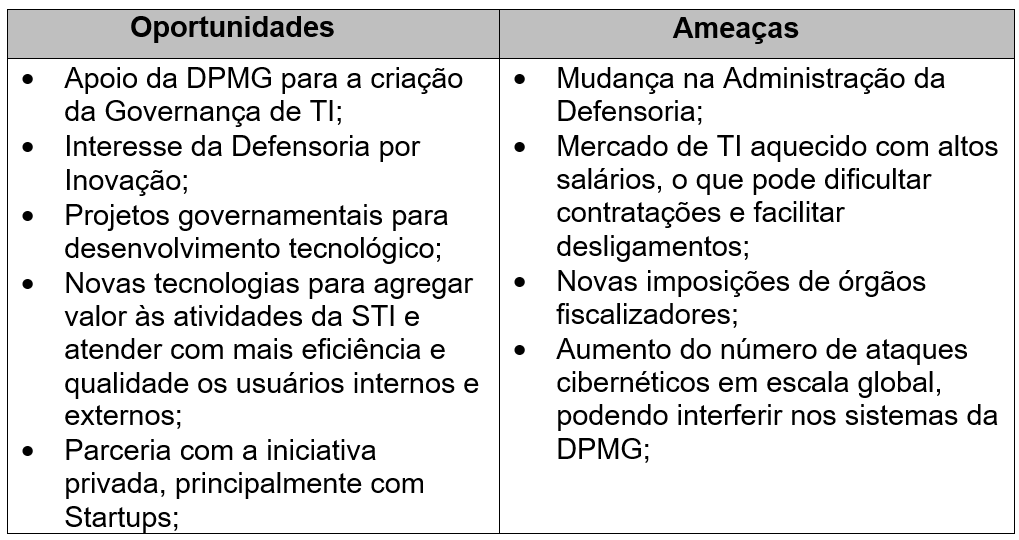 Oportunidades
Ameaças
• Apoio da DPMG para a criação
da Governança de TI;
• Interesse da Defensoria por
Inovação;
• Projetos governamentais para
desenvolvimento tecnológico;
• Novas tecnologias para agregar
valor às atividades da STI e
atender com mais eficiência e
qualidade os usuários internos e
externos;
• Parceria com a iniciativa
privada, principalmente com
Startups;
• Mudança na Administração da
Defensoria;
• Mercado de TI aquecido com altos
salários, o que pode dificultar
contratações e facilitar
desligamentos;
• Novas imposições de órgãos
fiscalizadores;
• Aumento do número de ataques
cibernéticos em escala global,
podendo interferir nos sistemas da
DPMG;